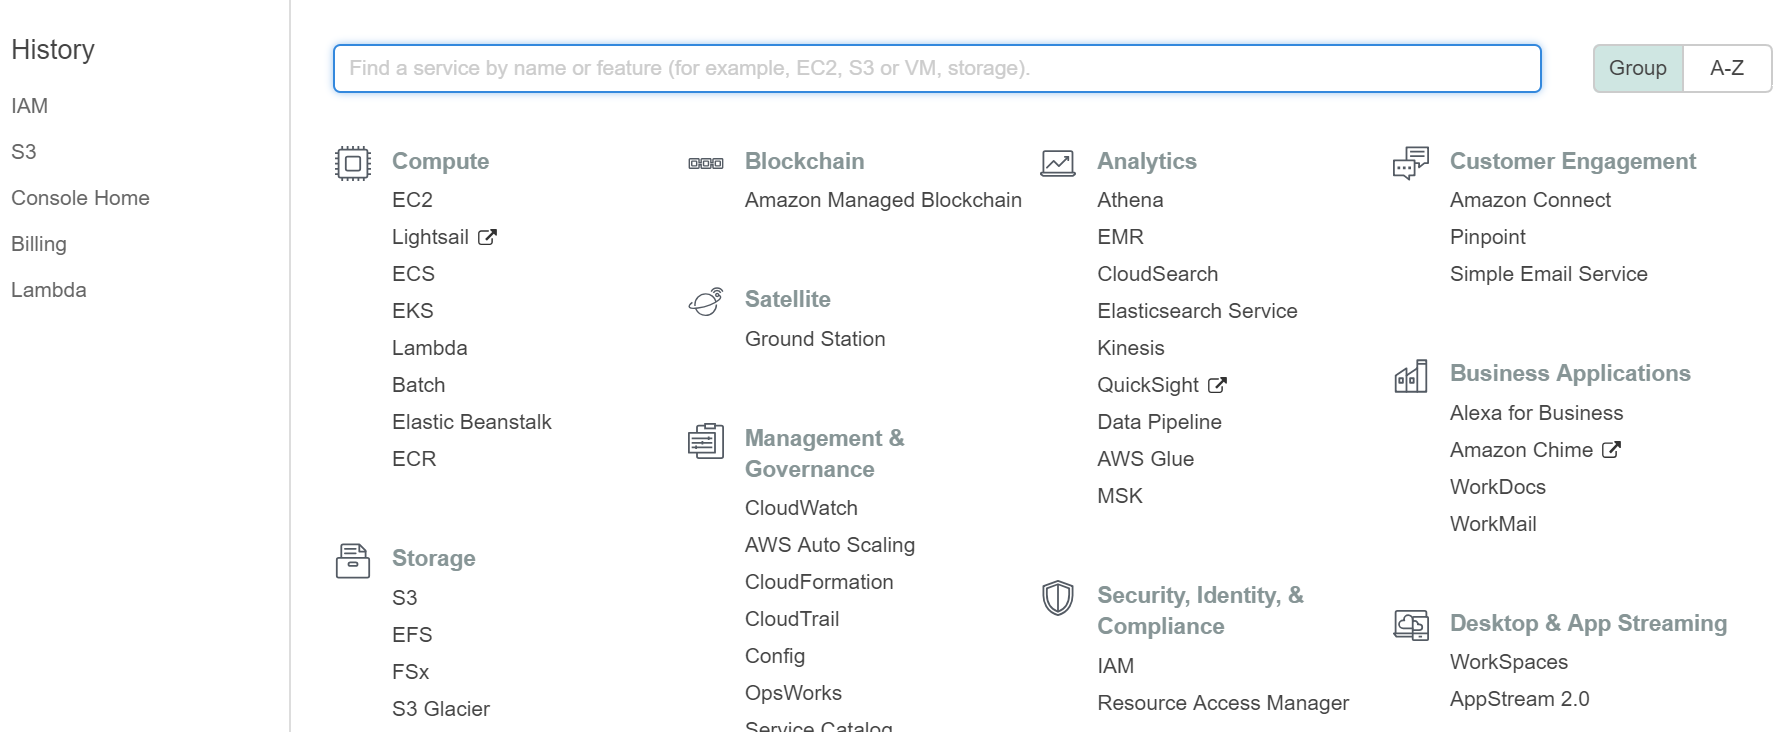 History
IAM
S3
Console Home
Billing
Lambda
Find a service by name or feature (for example, EC2, S3 or VM, storage).
Group
A-Z
Compute
EC2
Lightsail
ECS
EKS
Lambda
Batch
Elastic Beanstalk
ECR
Storage
S3
EFS
FSx
S3 Glacier
Blockchain
Amazon Managed Blockchain
Satellite
Ground Station
Management &
Governance
CloudWatch
AWS Auto Scaling
CloudFormation
CloudTrail
Config
OpsWorks
Service Catalog
Analytics
Athena
EMR
CloudSearch
Elasticsearch Service
Kinesis
QuickSight
Data Pipeline
AWS Glue
MSK
Security, Identity, &
Compliance
IAM
Resource Access Manager
Customer Engagement
Amazon Connect
Pinpoint
Simple Email Service
Business Applications
Alexa for Business
Amazon Chime
WorkDocs
WorkMail
Desktop & App Streaming
WorkSpaces
AppStream 2.0